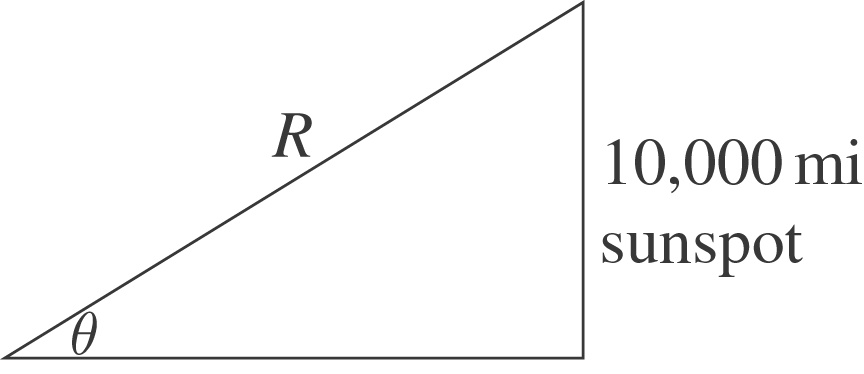 R
10,000 mi
sunspot
θ